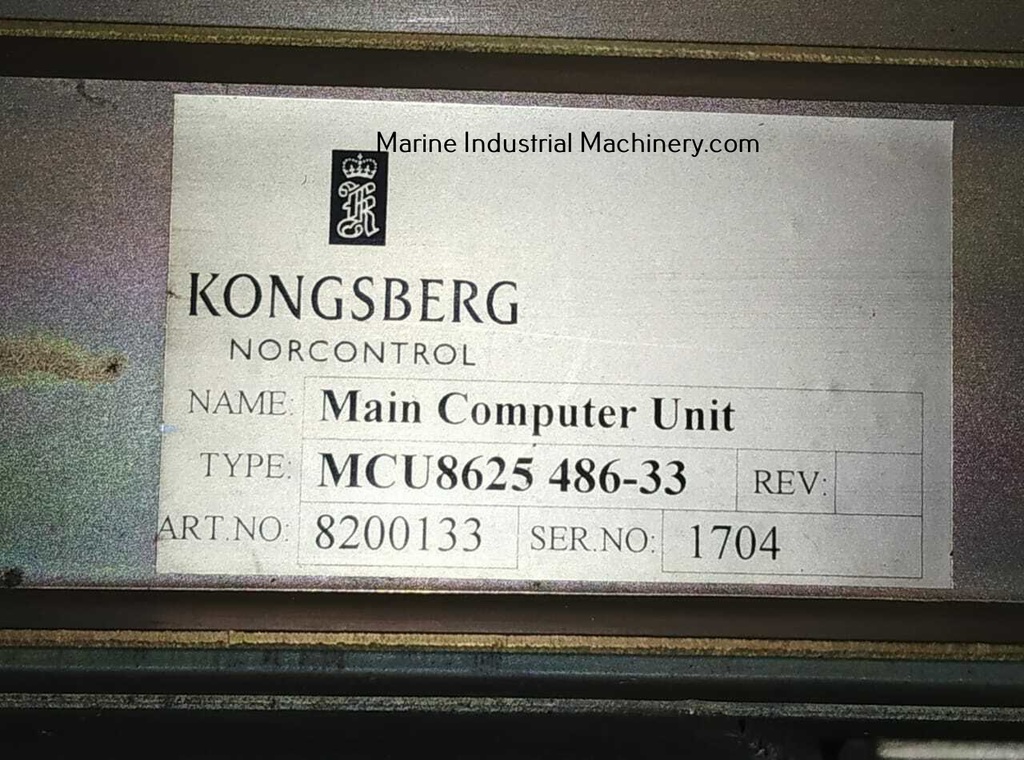 Marine Industrial Machinery.com
KONGSBERG
NORCONTROL
NAME: Main Computer Unit
TYPE: MCU8625 486-33 REV:
ART.NO: 8200133 SER.NO: 1704